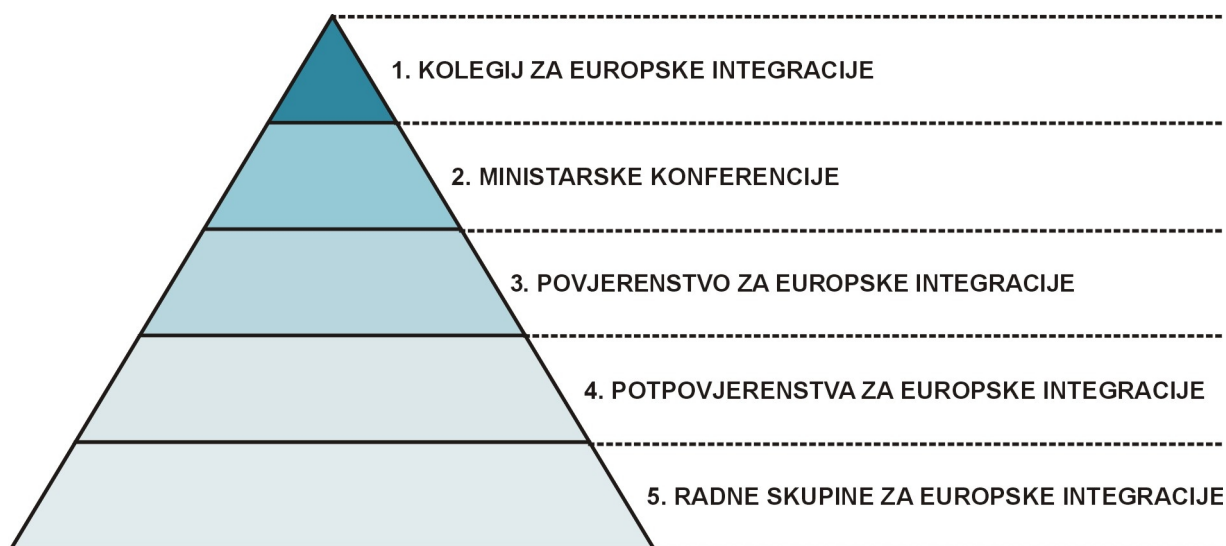 1. KOLEGIJ ZA EUROPSKE INTEGRACIJE
2. MINISTARSKE KONFERENCIJE
3. POVJERENSTVO ZA EUROPSKE INTEGRACIJE
4. POTPOVJERENSTVA ZA EUROPSKE INTEGRACIJE
5. RADNE SKUPINE ZA EUROPSKE INTEGRACIJE